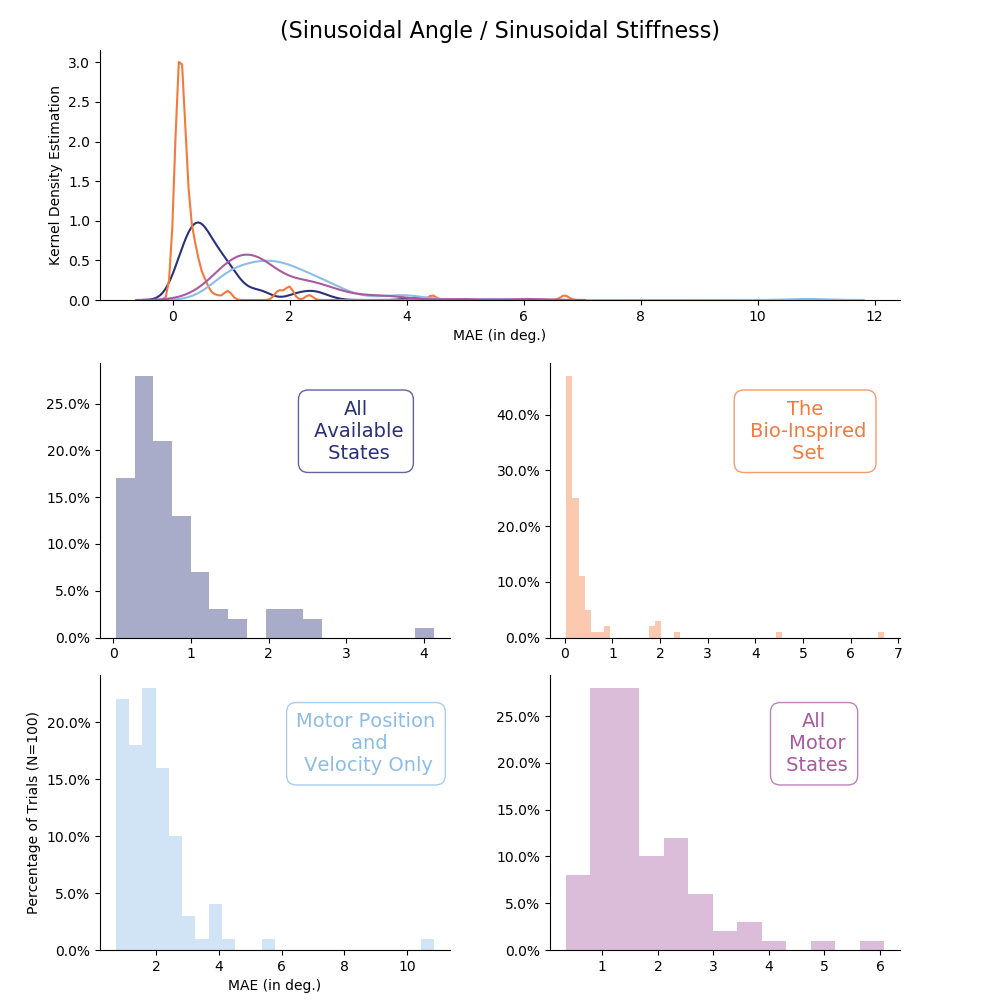 (Sinusoidal Angle / Sinusoidal Stiffness)
Kernel Density Estimation
3.0
2.5
2.0
1.5
1.0
0.5
0.0
0 2 4 6 8 10 12
MAE (in deg.)
25.0%
20.0%
15.0%
10.0%
5.0%
0.0%
0 1 2 3 4
All
Available
States
40.0%
30.0%
20.0%
10.0%
0.0%
0 1 2 3 4 5 6 7
The
Bio-Inspired
Set
Percentage of Trials (N=100)
20.0%
15.0%
10.0%
5.0%
0.0%
2 4 6 8 10
MAE (in deg.)
Motor Position
and
Velocity Only
25.0%
20.0%
15.0%
10.0%
5.0%
0.0%
1 2 3 4 5 6
All
Motor
States